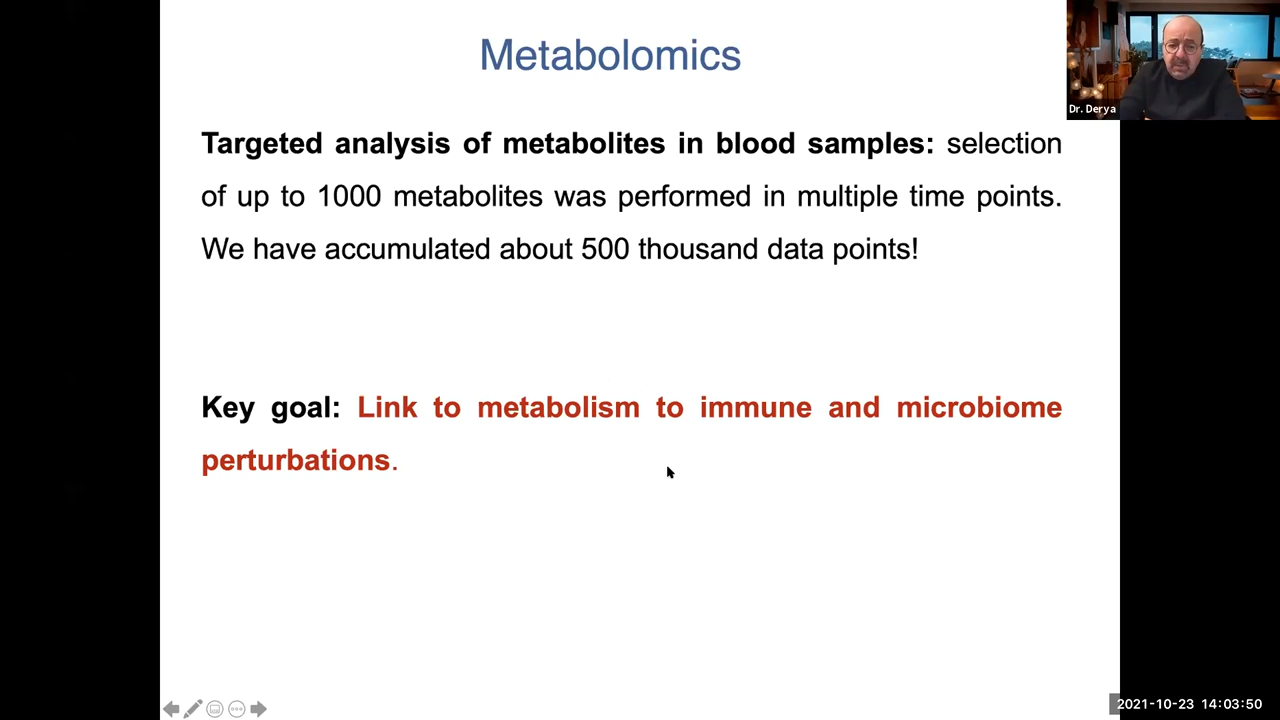 Metabolomics
Targeted analysis of metabolites in blood samples: selection
of up to 1000 metabolites was performed in multiple time points.
We have accumulated about 500 thousand data points!
Key goal: Link to metabolism to immune and microbiome
perturbations.
Dr. Derya
2021-10-23 14:03:50